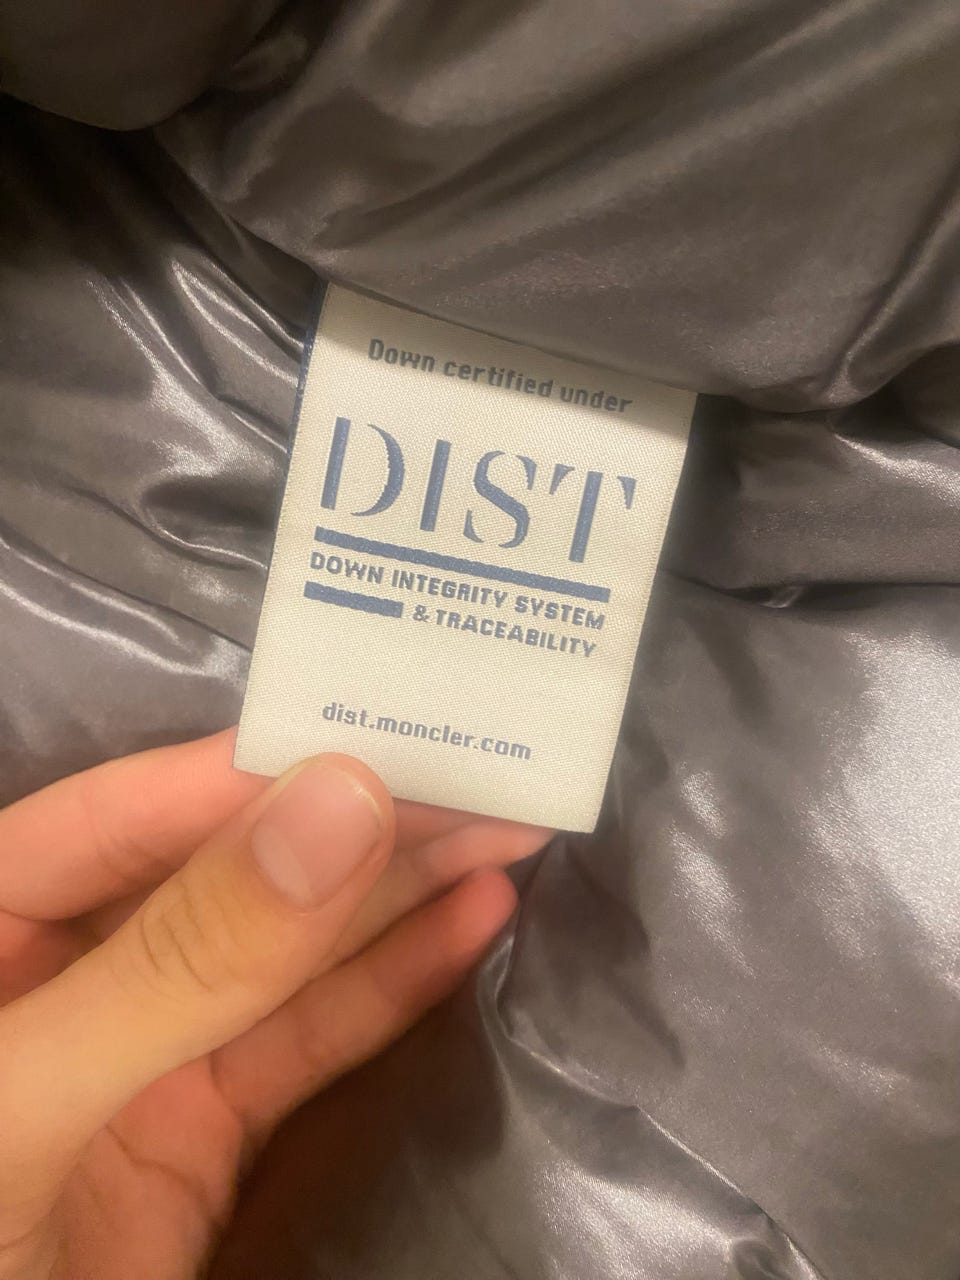 Down certified under
DIST
DOWN INTEGRITY SYSTEM
& TRACEABILITY
dist.moncler.com